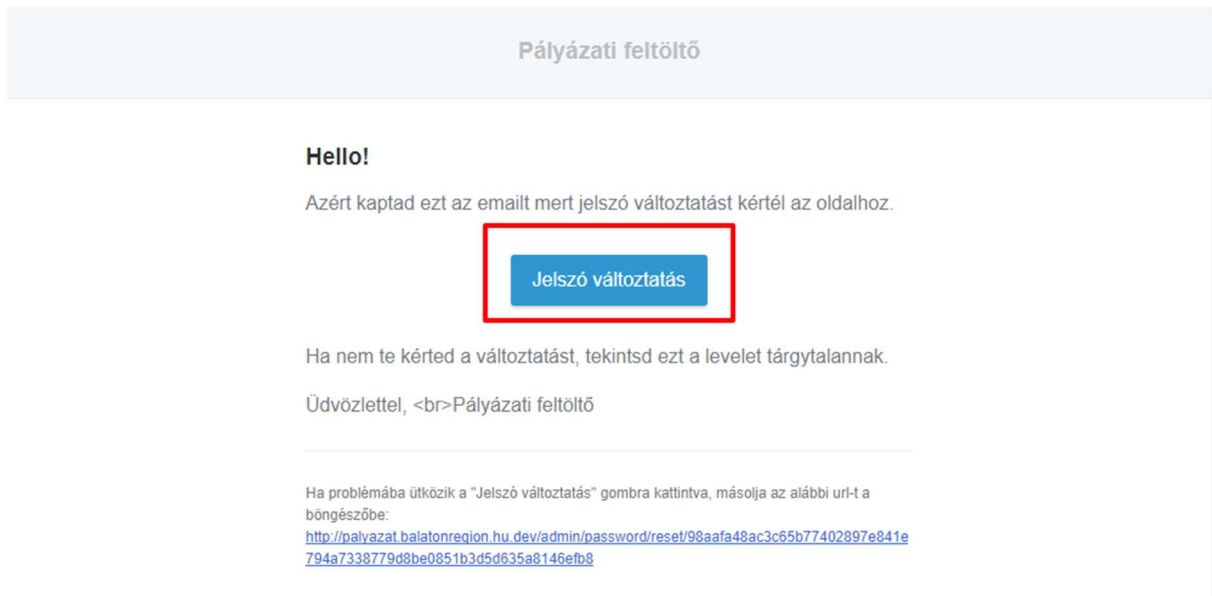 Pályázati feltöltő
Hello!
Azért kaptad ezt az emailt mert jelszó változtatást kértél az oldalhoz.
Jelszó változtatás
Ha nem te kérted a változtatást, tekintsd ezt a levelet tárgytalannak.
Üdvözlettel, <br>Pályázati feltöltő
Ha problémába ütközik a "Jelszó változtatás" gombra kattintva, másolja az alábbi url-t a
böngészőbe:
http://palyazat.balatonregion.hu.dev/admin/password/reset/98aafa48ac3c65b77402897e841e
794a7338779d8be0851b3d5d635a8146efb8